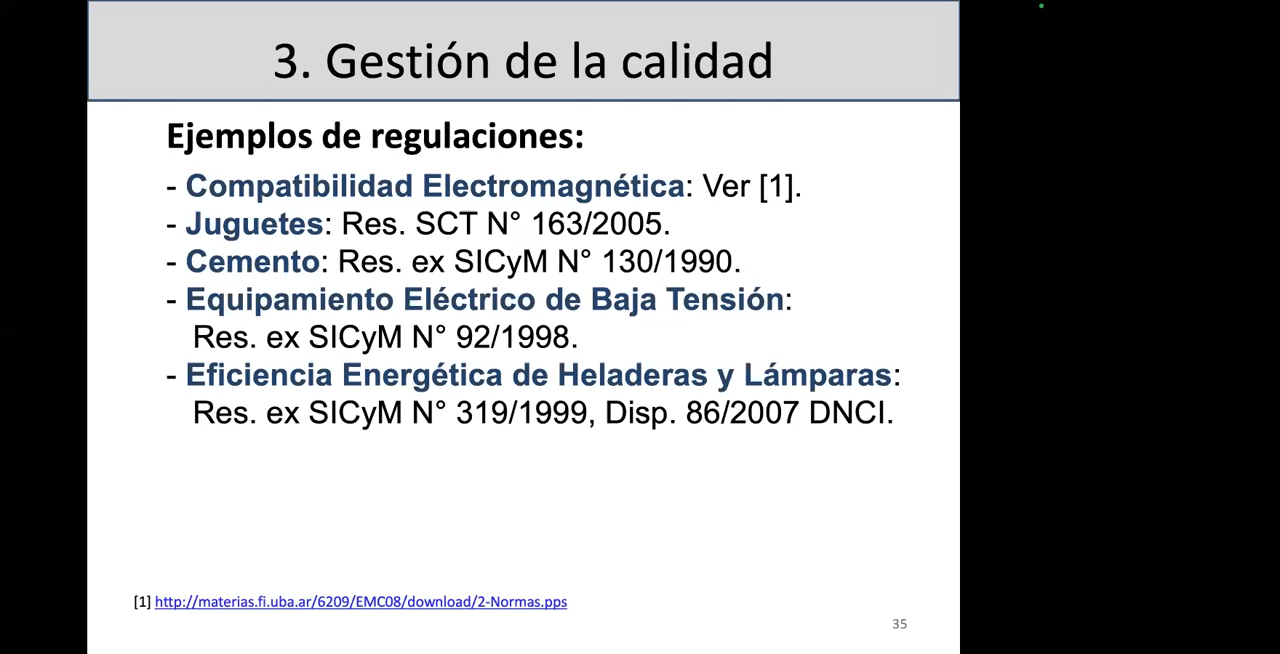 3. Gestión de la calidad
Ejemplos de regulaciones:
- Compatibilidad Electromagnética: Ver [1].
- Juguetes: Res. SCT N° 163/2005.
- Cemento: Res. ex SICyM N° 130/1990.
- Equipamiento Eléctrico de Baja Tensión:
Res. ex SICyM N° 92/1998.
- Eficiencia Energética de Heladeras y Lámparas:
Res. ex SICyM N° 319/1999, Disp. 86/2007 DNCI.
[1] http://materias.fi.uba.ar/6209/EMC08/download/2-Normas.pps
35